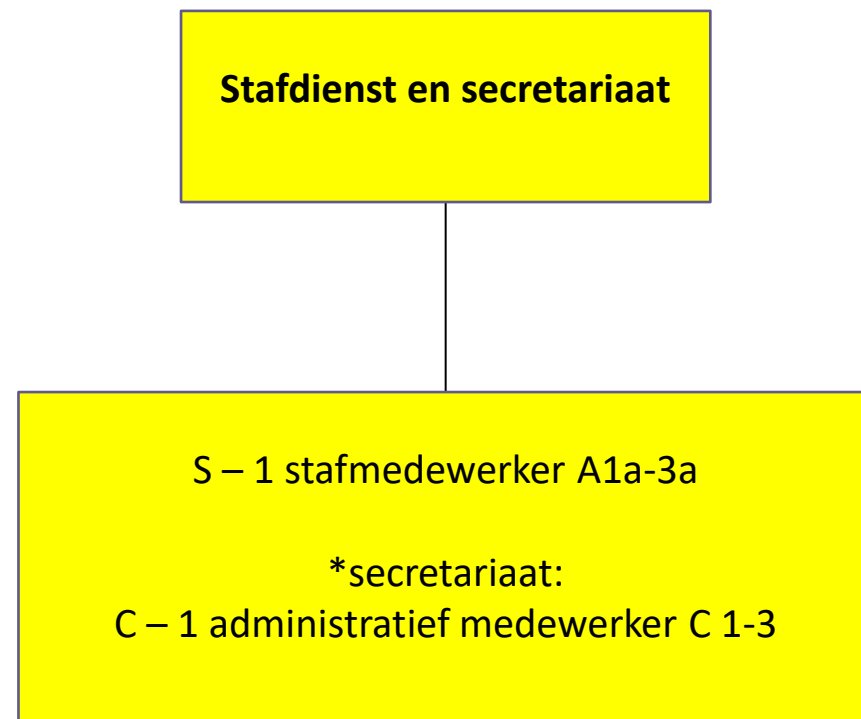 Stafdienst en secretariaat
S – 1 stafmedewerker A1a-3a
*secretariaat:
C – 1 administratief medewerker C 1-3